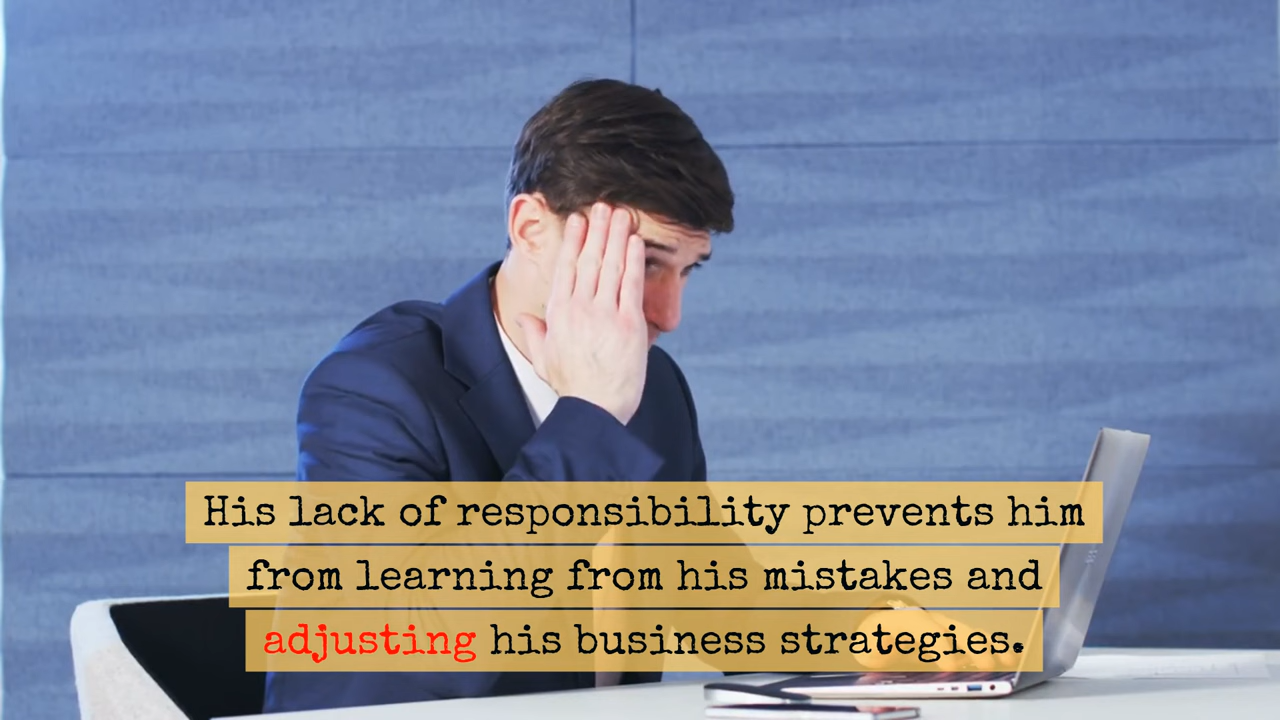 His lack of responsibility prevents him
from learning from his mistakes and
adjusting his business strategies.